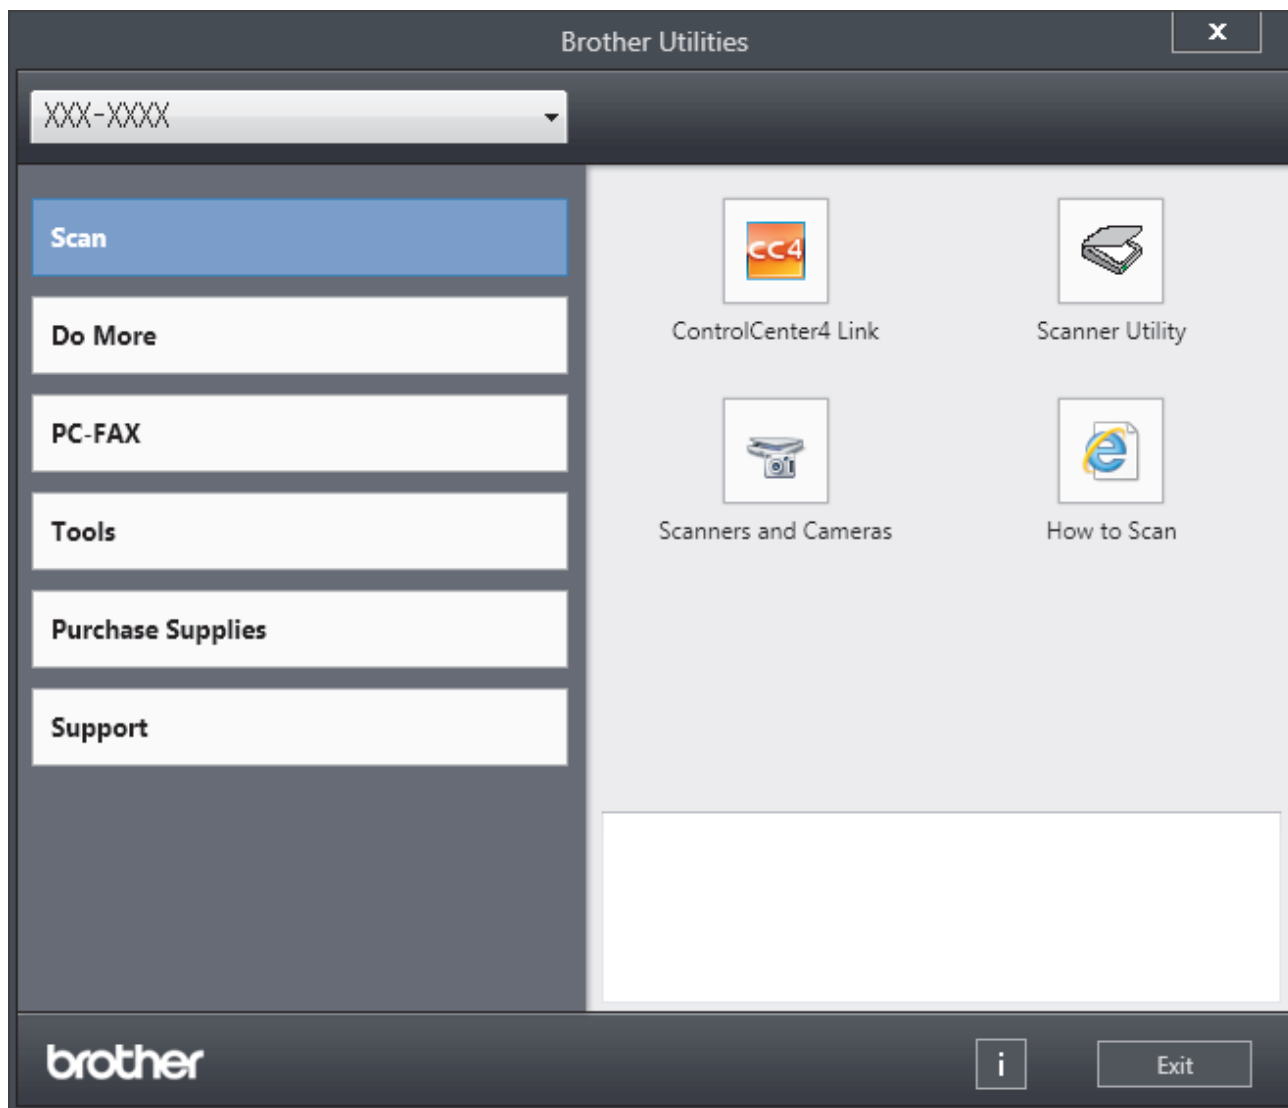 Brother Utilities
X
XXX-XXXX
Scan
Do More
PC-FAX
Tools
Purchase Supplies
Support
CC4
ControlCenter4 Link
Scanner Utility
Scanners and Cameras
How to Scan
brother
i
Exit